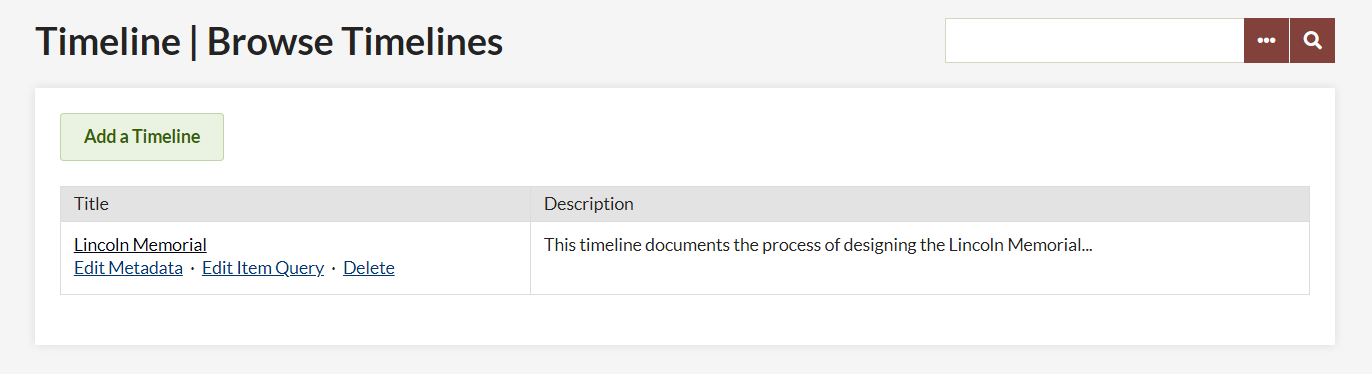 Timeline | Browse Timelines
Add a Timeline
Title
Description
Lincoln Memorial
Edit Metadata · Edit Item Query · Delete
This timeline documents the process of designing the Lincoln Memorial...